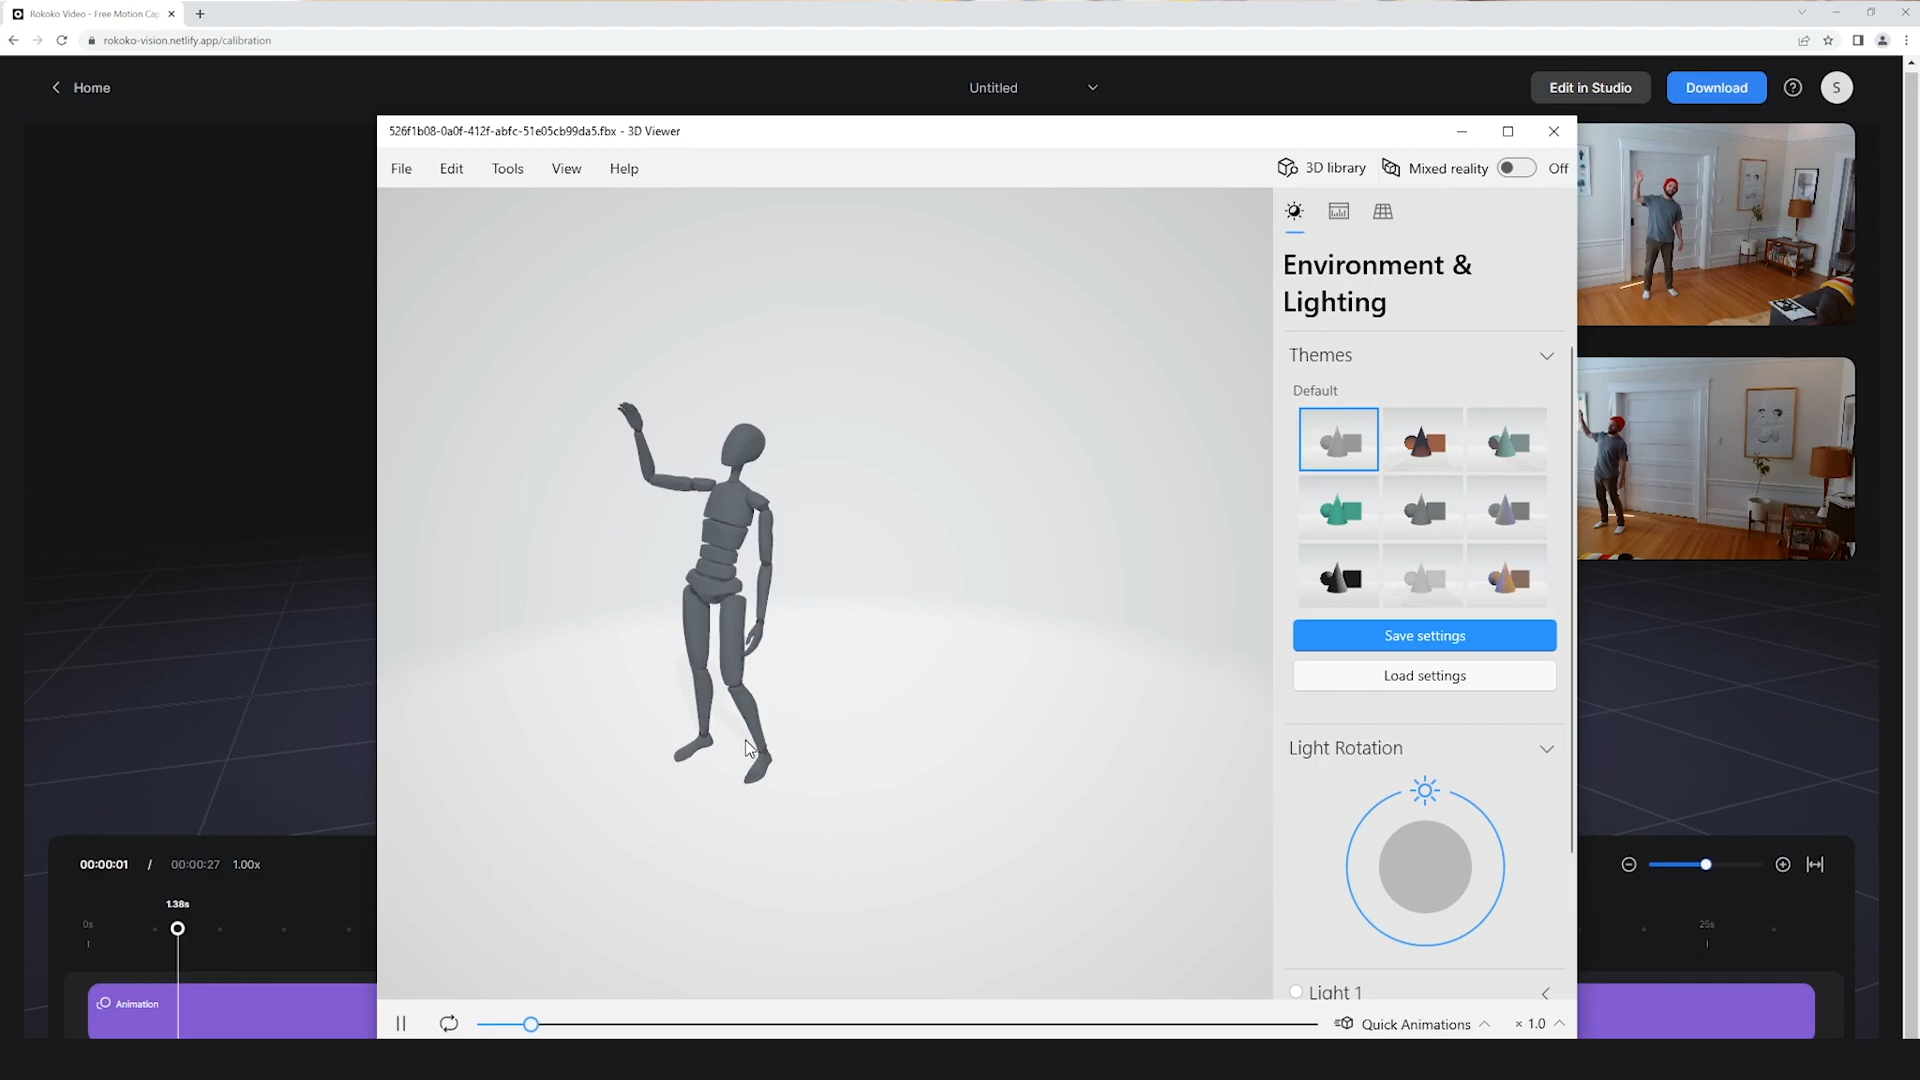 Rokoko Video - Free Motion Cap
rokoko-vision.netlify.app/calibration
Home
Untitled
Edit in Studio
Download
S
526f1b08-0a0f-412f-abfc-51e05cb99da5.fbx - 3D Viewer
File
Edit
Tools
View
Help
3D library
Mixed reality
Off
Environment &
Lighting
Themes
Default
Save settings
Load settings
Light Rotation
00:00:01 / 00:00:27 1.00x
1.38s
0s
25s
Animation
Light 1
Quick Animations
× 1.0